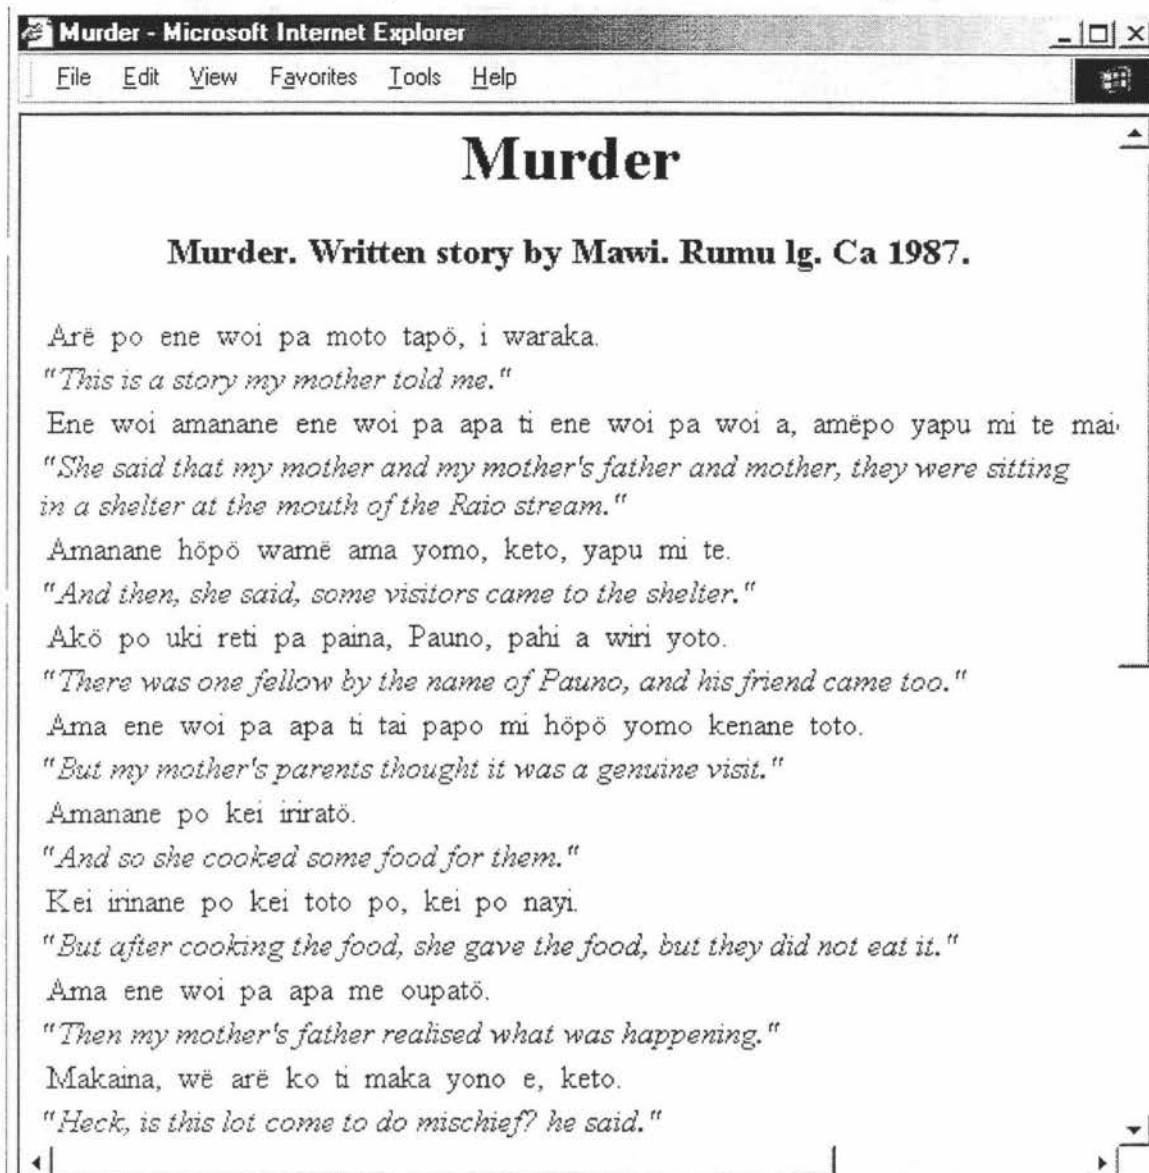 Murder - Microsoft Internet Explorer
File Edit View Favorites Tools Help
Murder
Murder. Written story by Mawi. Rumu lg. Ca 1987.
Arë po ene woi pa moto tapö, i waraka.
"This is a story my mother told me."
Ene woi amanane ene woi pa apa ti ene woi pa woi a, amëpo yapu mi te mai
"She said that my mother and my mother's father and mother, they were sitting
in a shelter at the mouth of the Raio stream."
Amanane höpö wamë ama yomo, keto, yapu mi te.
"And then, she said, some visitors came to the shelter."
Akö po uki reti pa paina, Pauno, pahi a wiri yoto.
"There was one fellow by the name of Pauno, and his friend came too."
Ama ene woi pa apa ti tai papo mi höpö yomo kenane toto.
"But my mother's parents thought it was a genuine visit."
Amanane po kei iriratö.
"And so she cooked some food for them."
Kei irinane po kei toto po, kei po nayi.
"But after cooking the food, she gave the food, but they did not eat it."
Ama ene woi pa apa me oupatö.
"Then my mother's father realised what was happening."
Makaina, wë arë ko ti maka yono e, keto.
"Heck, is this lot come to do mischief? he said."